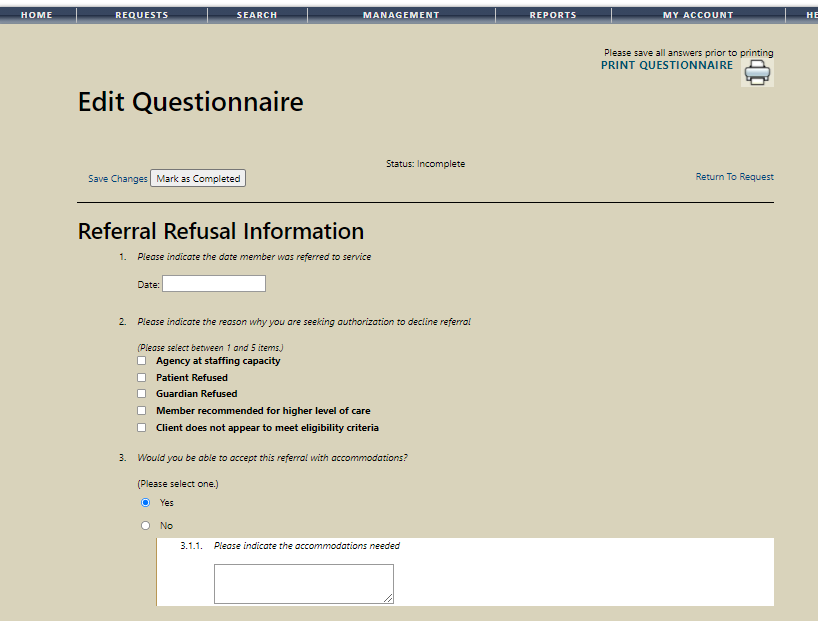 HOME REQUESTS SEARCH MANAGEMENT REPORTS MY ACCOUNT HE
Please save all answers prior to printing
PRINT QUESTIONNAIRE
Edit Questionnaire
Status: Incomplete
Save Changes Mark as Completed Return To Request
Referral Refusal Information
1. Please indicate the date member was referred to service
Date:
2. Please indicate the reason why you are seeking authorization to decline referral
(Please select between 1 and 5 items.)
Agency at staffing capacity
Patient Refused
Guardian Refused
Member recommended for higher level of care
Client does not appear to meet eligibility criteria
3. Would you be able to accept this referral with accommodations?
(Please select one.)
Yes
No
3.1.1. Please indicate the accommodations needed